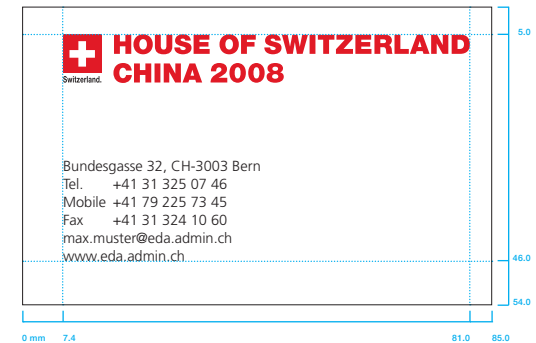 HOUSE OF SWITZERLAND
CHINA 2008
Switzerland.
Bundesgasse 32, CH-3003 Bern
Tel. +41 31 325 07 46
Mobile +41 79 225 73 45
Fax +41 31 324 10 60
max.muster@eda.admin.ch
www.eda.admin.ch
5.0
46.0
54.0
0 mm 7.4 81.0 85.0